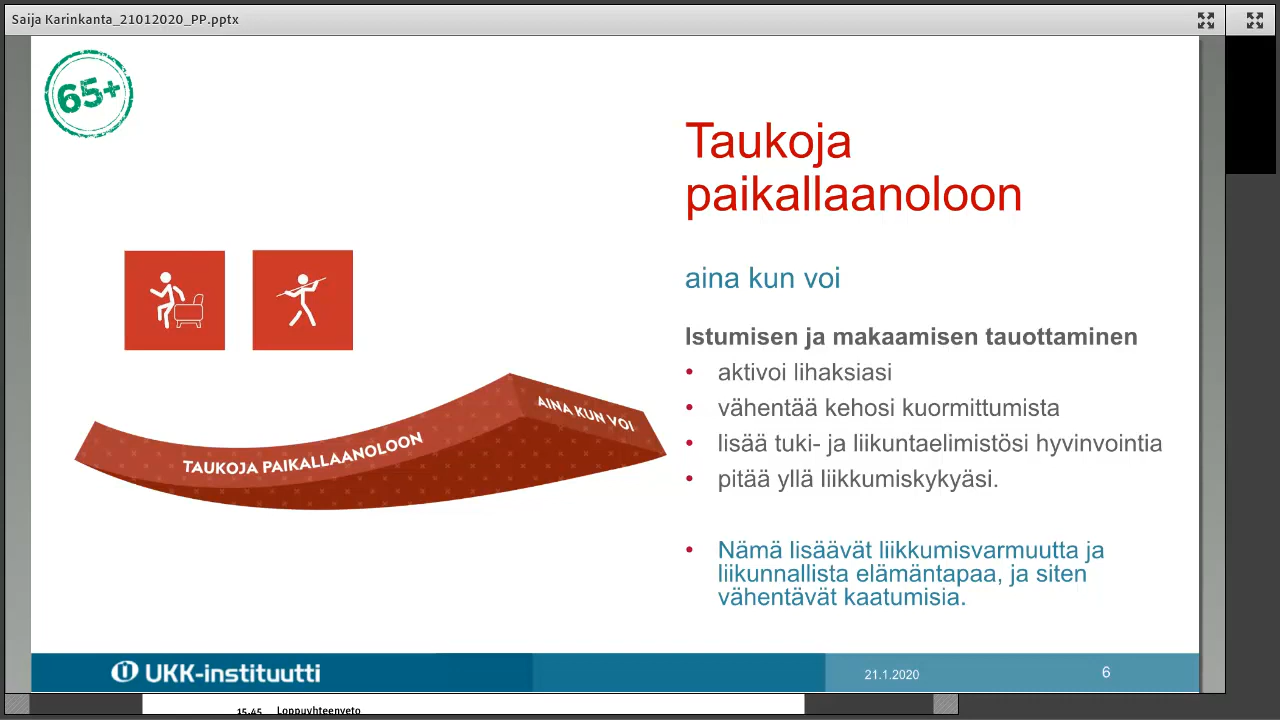 Saija Karinkanta_21012020_PP.pptx
65+
Taukoja
paikallaanoloon
aina kun voi
Istumisen ja makaamisen tauottaminen
• aktivoi lihaksiasi
• vähentää kehosi kuormittumista
• lisää tuki- ja liikuntaelimistösi hyvinvointia
• pitää yllä liikkumiskykyäsi.
• Nämä lisäävät liikkumisvarmuutta ja
liikunnallista elämäntapaa, ja siten
vähentävät kaatumisia.
TAUKOJA PAIKALLAANOLOON
AINA KUN VOI
UKK-instituutti
21.1.2020
6
15.45 Loppuyhteenveto